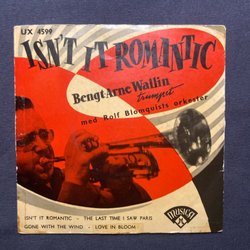 UX 4599
ISN'T IT ROMANTIC
Bengt Arne Wallin
trumpet
med Rolf Blomquists orkester
ISN'T IT ROMANTIC - THE LAST TIME I SAW PARIS
GONE WITH THE WIND - LOVE IN BLOOM
MUSICA